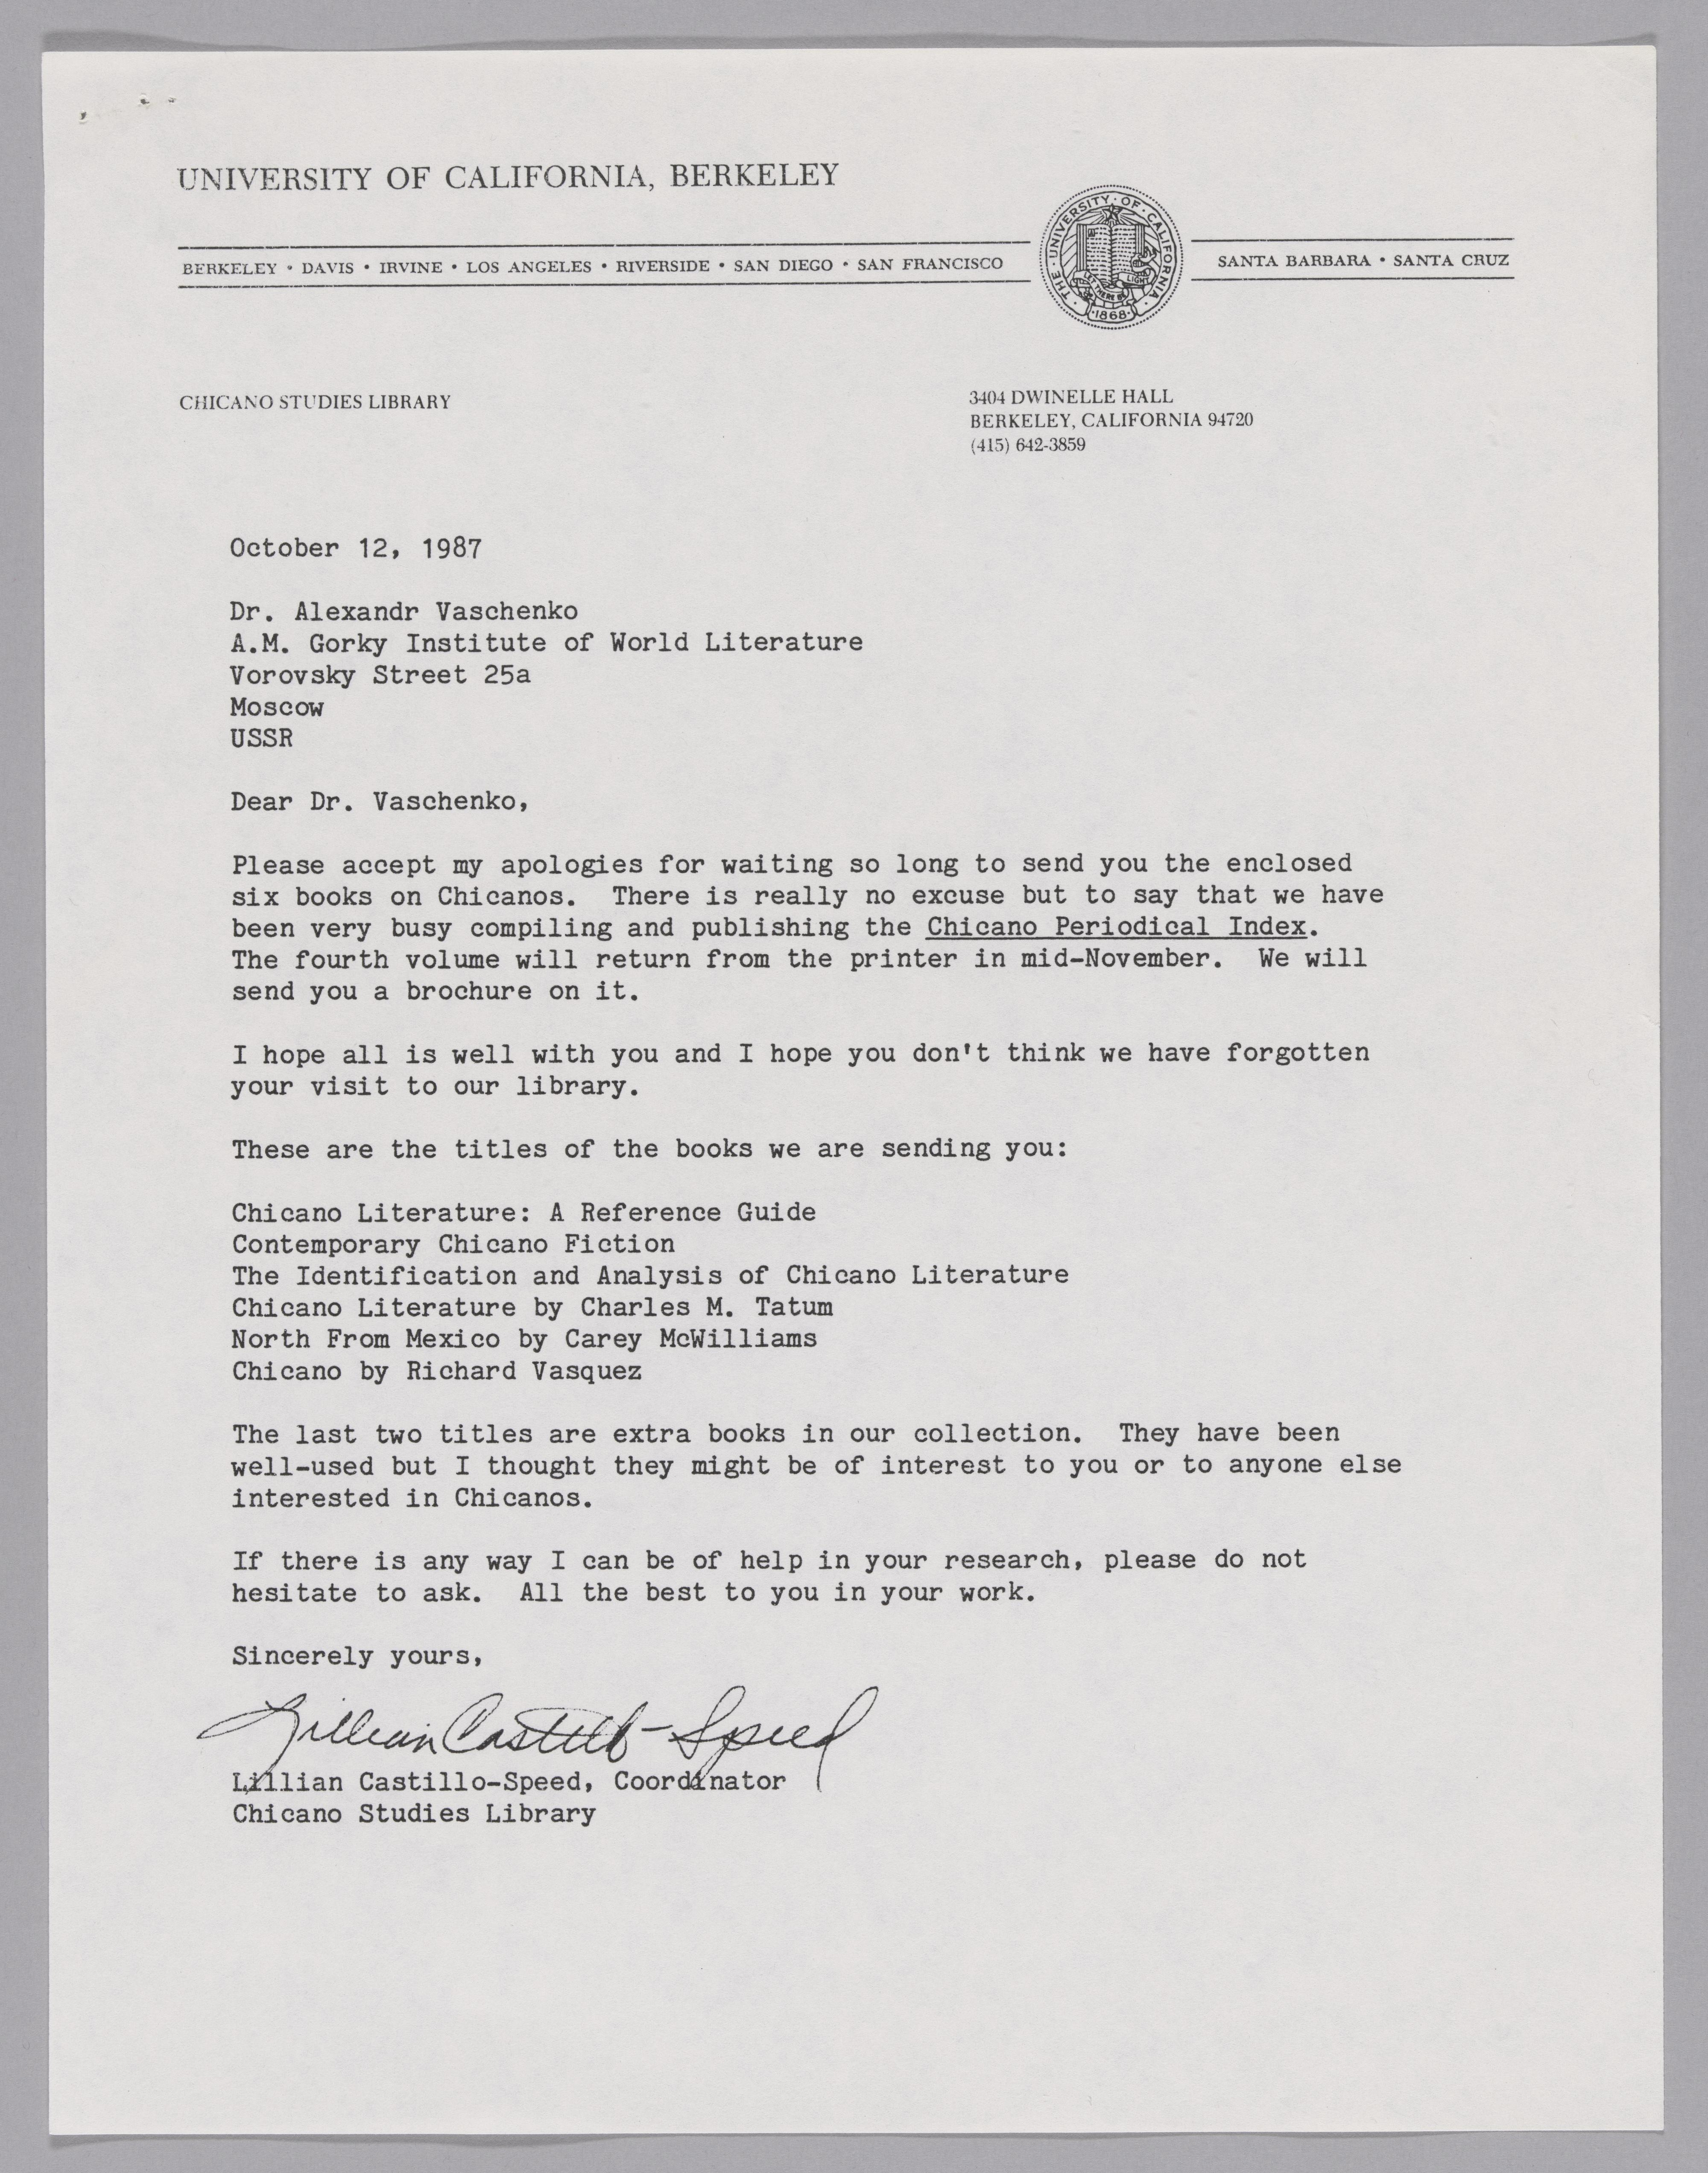 UNIVERSITY OF CALIFORNIA, BERKELEY
BERKELEY • DAVIS • IRVINE • LOS ANGELES • RIVERSIDE • SAN DIEGO • SAN FRANCISCO
THE • UNIVERSITY • OF • CALIFORNIA
LET THERE BE LIGHT
• 1868 •
SANTA BARBARA • SANTA CRUZ
CHICANO STUDIES LIBRARY
3404 DWINELLE HALL
BERKELEY, CALIFORNIA 94720
(415) 642-3859
October 12, 1987
Dr. Alexandr Vaschenko
A.M. Gorky Institute of World Literature
Vorovsky Street 25a
Moscow
USSR
Dear Dr. Vaschenko,
Please accept my apologies for waiting so long to send you the enclosed
six books on Chicanos.  There is really no excuse but to say that we have
been very busy compiling and publishing the Chicano Periodical Index.
The fourth volume will return from the printer in mid-November.  We will
send you a brochure on it.
I hope all is well with you and I hope you don't think we have forgotten
your visit to our library.
These are the titles of the books we are sending you:
Chicano Literature: A Reference Guide
Contemporary Chicano Fiction
The Identification and Analysis of Chicano Literature
Chicano Literature by Charles M. Tatum
North From Mexico by Carey McWilliams
Chicano by Richard Vasquez
The last two titles are extra books in our collection.  They have been
well-used but I thought they might be of interest to you or to anyone else
interested in Chicanos.
If there is any way I can be of help in your research, please do not
hesitate to ask.  All the best to you in your work.
Sincerely yours,
Lillian Castillo-Speed
Lillian Castillo-Speed, Coordinator
Chicano Studies Library